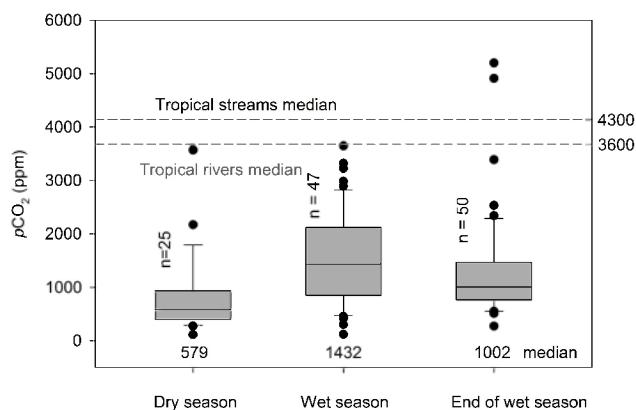 6000
5000
4000
3000
2000
1000
0
pCO2 (ppm)
Tropical streams median
4300
3600
Tropical rivers median
n=25
n = 47
n = 50
579
1432
1002
median
Dry season
Wet season
End of wet season